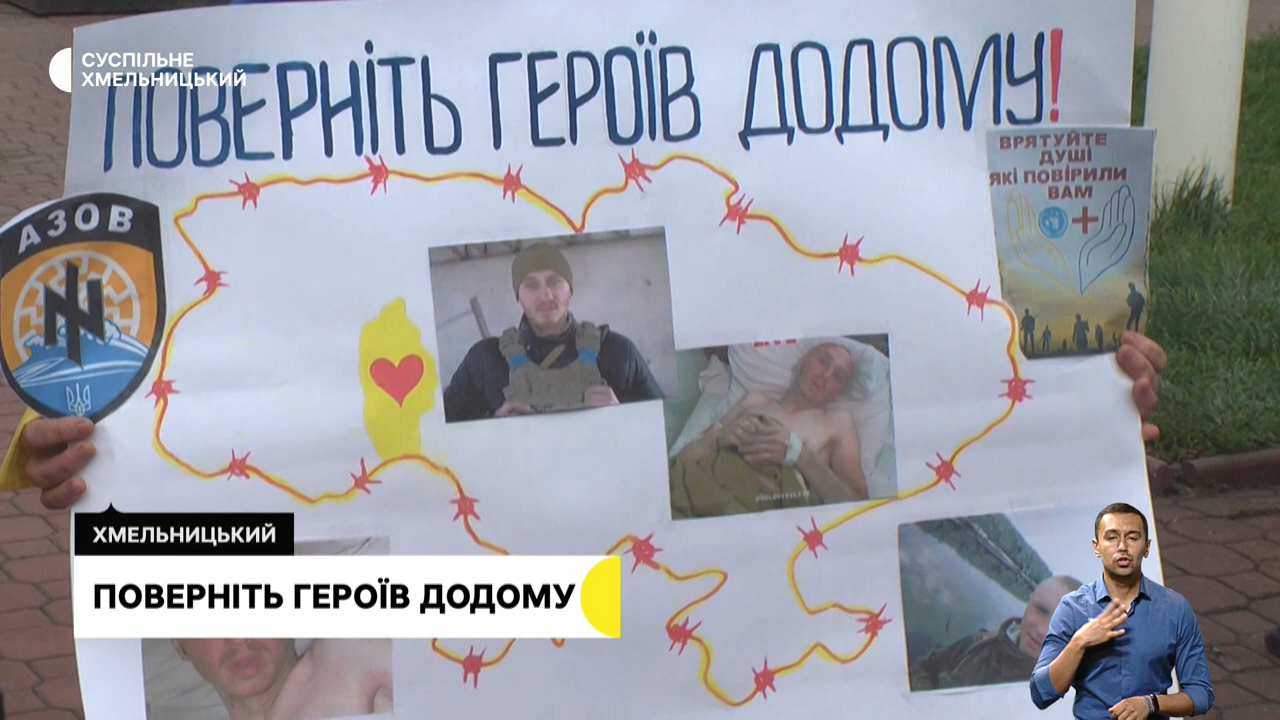 СУСПІЛЬНЕ
ХМЕЛЬНИЦЬКИЙ
ПОВЕРНІТЬ ГЕРОЇВ ДОДОМУ!
ВРЯТУЙТЕ
ДУШІ
ЯКІ ПОВІРИЛИ
ВАМ
АЗОВ
ХМЕЛЬНИЦЬКИЙ
ПОВЕРНІТЬ ГЕРОЇВ ДОДОМУ